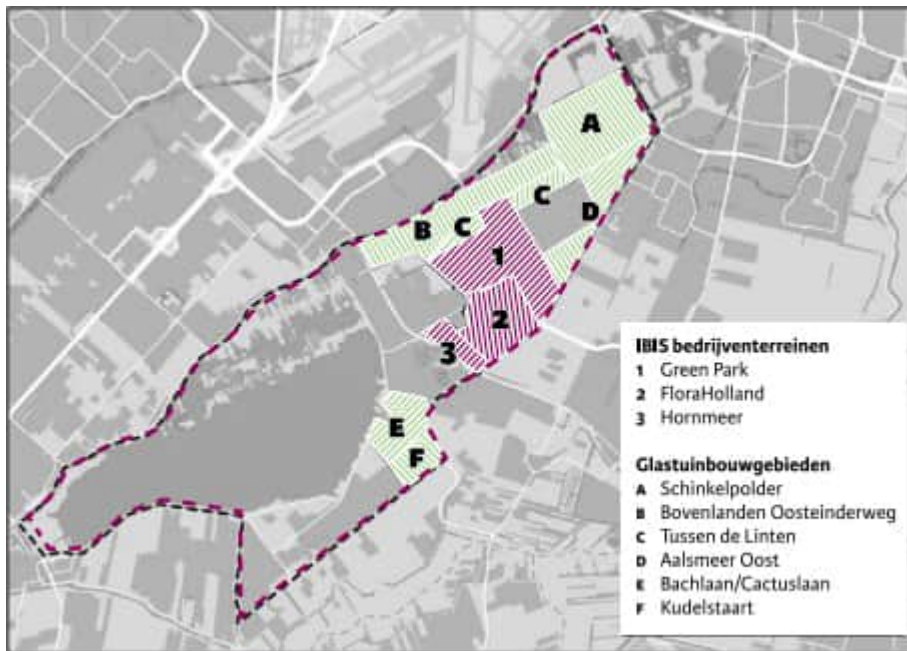 A
C
D
B
C
1
2
3
E
F
IBIS bedrijventerreinen
1 Green Park
2 FloraHolland
3 Hornmeer
Glastuinbouwgebieden
A Schinkelpolder
B Bovenlanden Oosteinderweg
C Tussen de Linten
D Aalsmeer Oost
E Bachlaan/Cactuslaan
F Kudelstaart